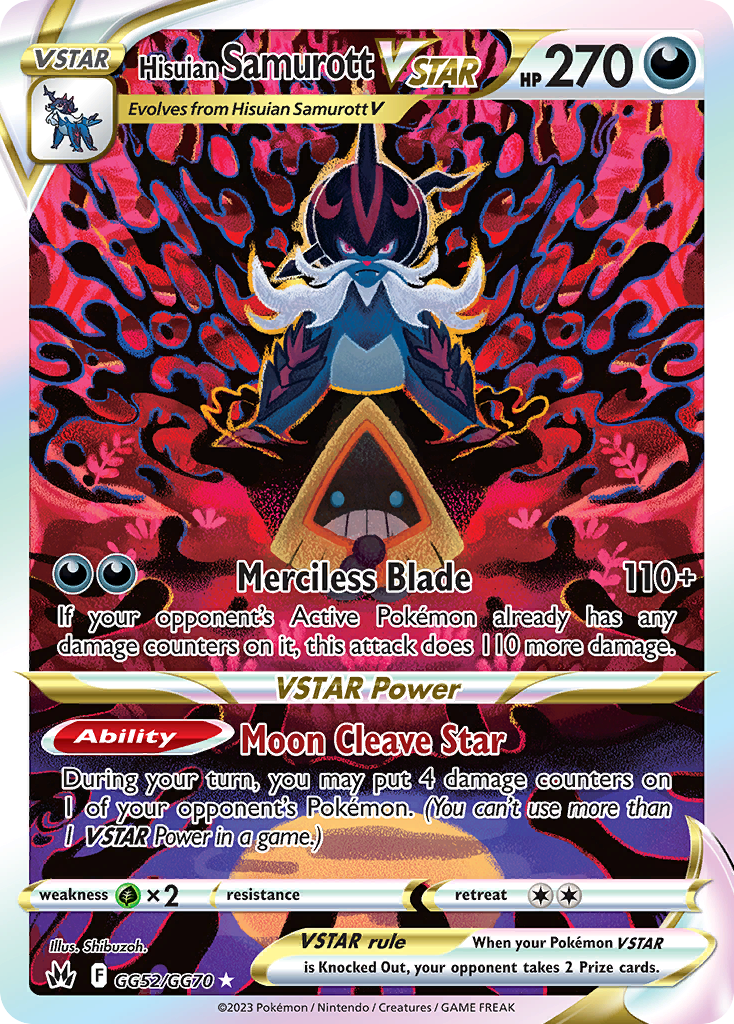 VSTAR
Hisuian Samurott VSTAR HP 270
Evolves from Hisuian Samurott V
Merciless Blade 110+
If your opponent's Active Pokémon already has any
damage counters on it, this attack does 110 more damage.
VSTAR Power
Ability Moon Cleave Star
During your turn, you may put 4 damage counters on
1 of your opponent's Pokémon. (You can't use more than
1 VSTAR Power in a game.)
weakness ×2 resistance retreat
Illus. Shibuzoh.
VSTAR rule When your Pokémon VSTAR
is Knocked Out, your opponent takes 2 Prize cards.
F GG52/GG70 ★
©2023 Pokémon / Nintendo / Creatures / GAME FREAK